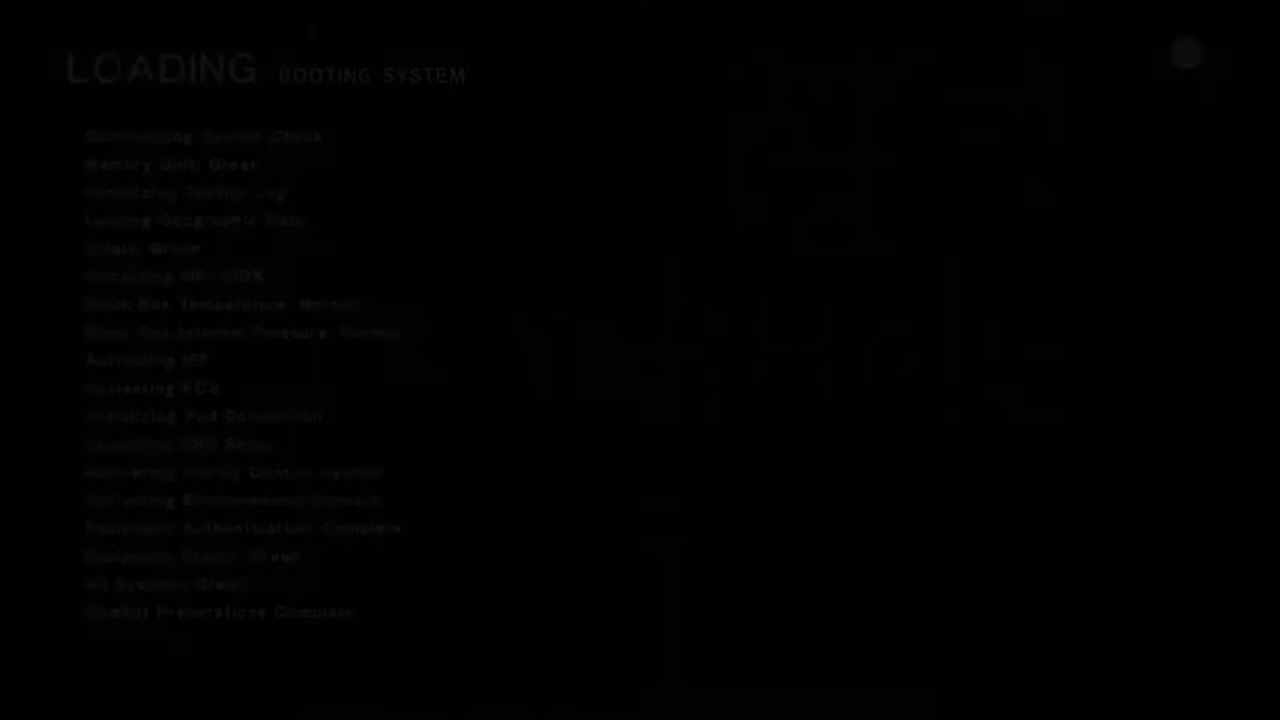 LOADING BOOTING SYSTEM
Commencing System Check
Memory Unit: Green
Initializing Tactics Log
Loading Geographic Data
Vitals: Green
Remaining MP: 100%
Black Box Temperature: Normal
Black Box Internal Pressure: Normal
Activating IFF
Activating FCS
Initializing Pod Connection
Launching DBU Setup
Activating Inertia Control System
Activating Environmental Sensors
Equipment Authentication: Complete
Equipment Status: Green
All Systems Green
Combat Preparations Complete